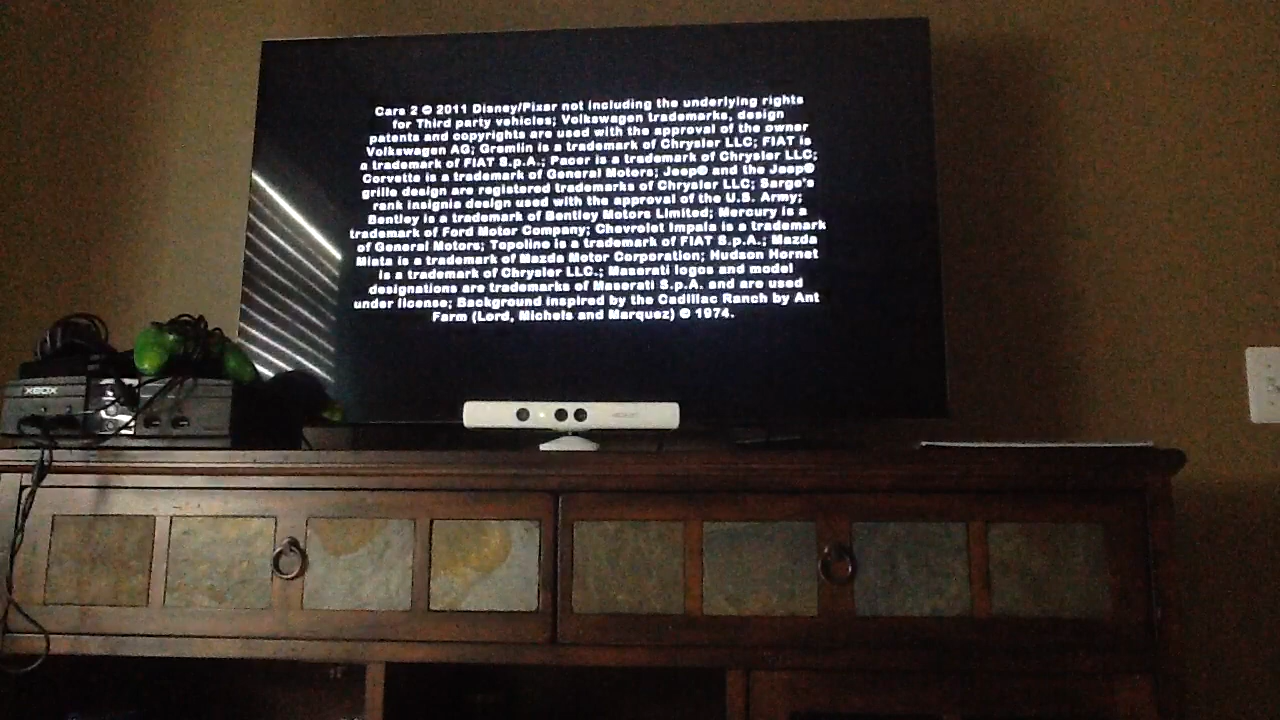 Cars 2 © 2011 Disney/Pixar not including the underlying rights
for Third party vehicles; Volkswagen trademarks, design
patents and copyrights are used with the approval of the owner
Volkswagen AG; Gremlin is a trademark of Chrysler LLC; FIAT is
a trademark of FIAT S.p.A.; Pacer is a trademark of Chrysler LLC;
Corvette is a trademark of General Motors; Jeep® and the Jeep®
grille design are registered trademarks of Chrysler LLC; Sarge's
rank insignia design used with the approval of the U.S. Army;
Bentley is a trademark of Bentley Motors Limited; Mercury is a
trademark of Ford Motor Company; Chevrolet Impala is a trademark
of General Motors; Topolino is a trademark of FIAT S.p.A.; Mazda
Miata is a trademark of Mazda Motor Corporation; Hudson Hornet
is a trademark of Chrysler LLC.; Maserati logos and model
designations are trademarks of Maserati S.p.A. and are used
under license; Background inspired by the Cadillac Ranch by Ant
Farm (Lord, Michels and Marquez) © 1974.
XBOX